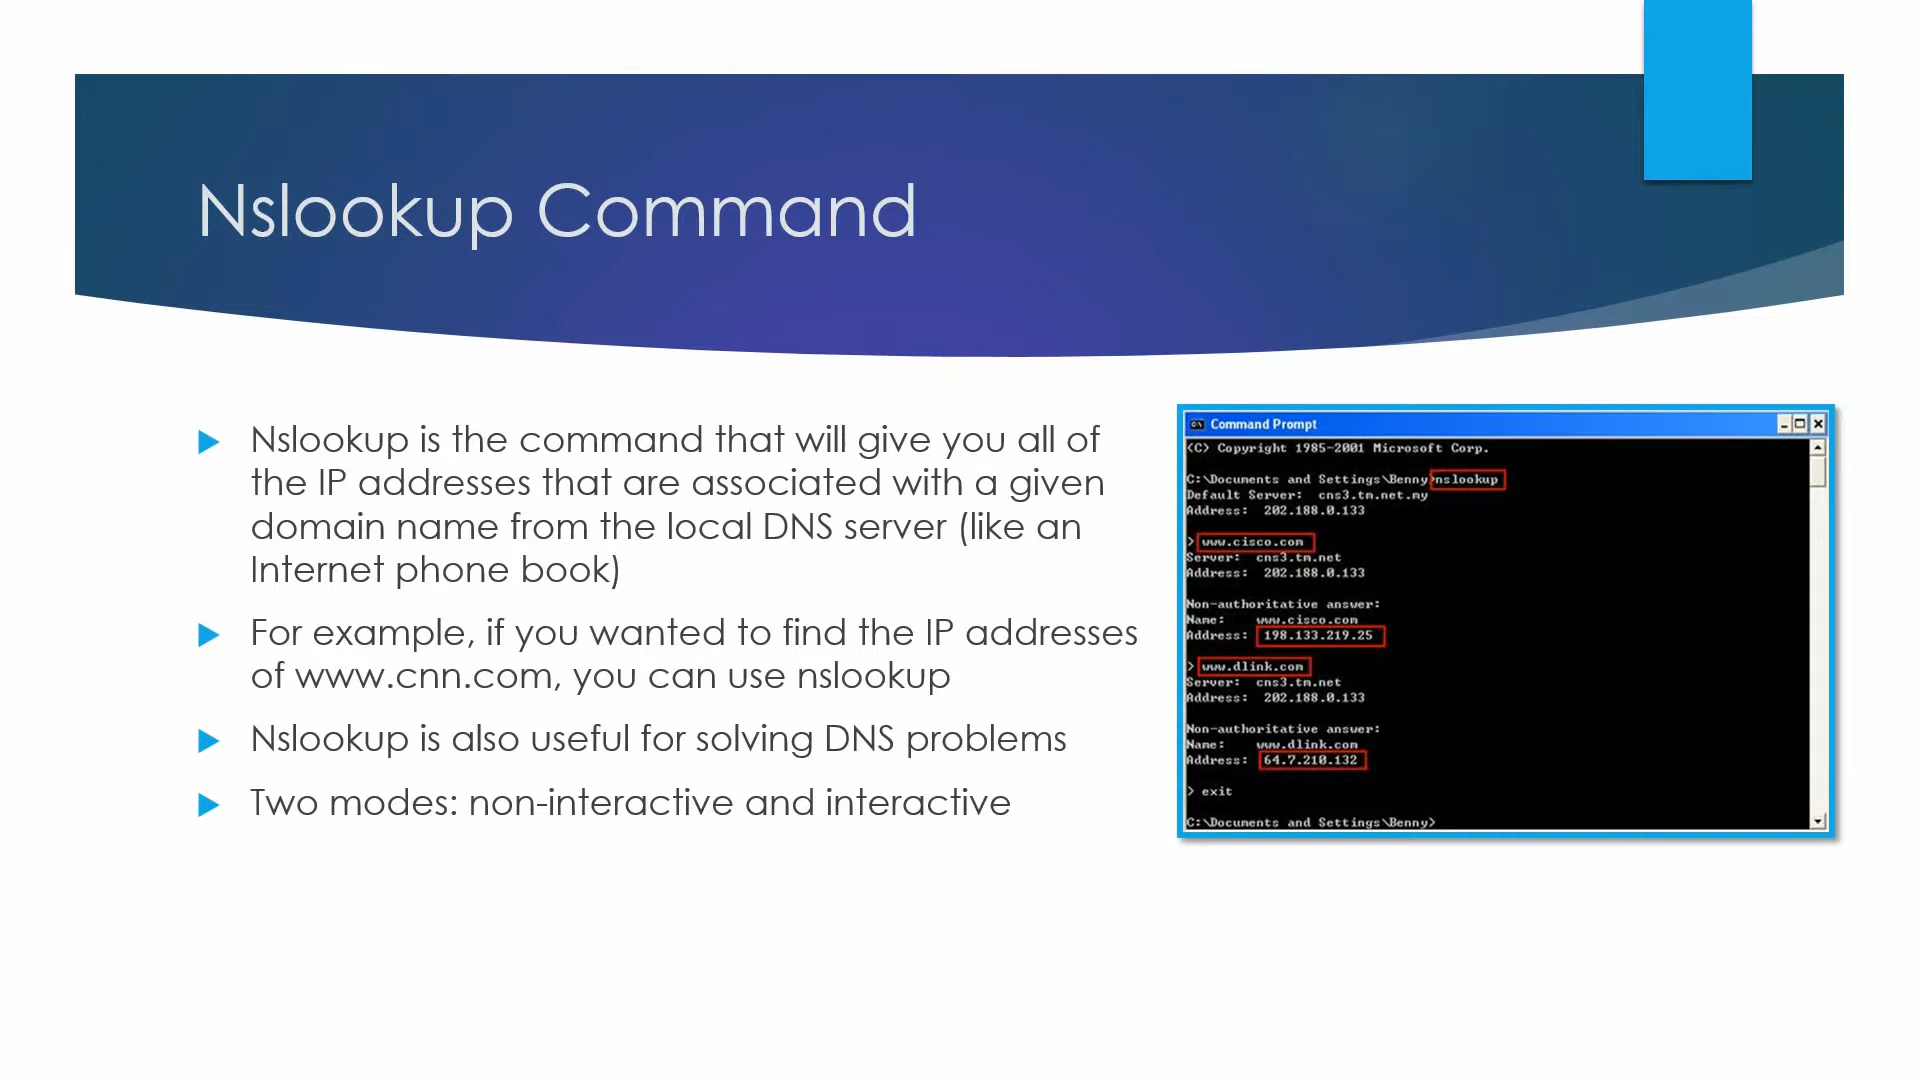 Nslookup Command
Nslookup is the command that will give you all of
the IP addresses that are associated with a given
domain name from the local DNS server (like an
Internet phone book)
For example, if you wanted to find the IP addresses
of www.cnn.com, you can use nslookup
Nslookup is also useful for solving DNS problems
Two modes: non-interactive and interactive
Command Prompt
(C) Copyright 1985-2001 Microsoft Corp.
C:\Documents and Settings\Benny>nslookup
Default Server: cns3.tm.net.my
Address: 202.188.0.133
> www.cisco.com
Server: cns3.tm.net
Address: 202.188.0.133
Non-authoritative answer:
Name: www.cisco.com
Address: 198.133.219.25
> www.dlink.com
Server: cns3.tm.net
Address: 202.188.0.133
Non-authoritative answer:
Name: www.dlink.com
Address: 64.7.210.132
> exit
C:\Documents and Settings\Benny>